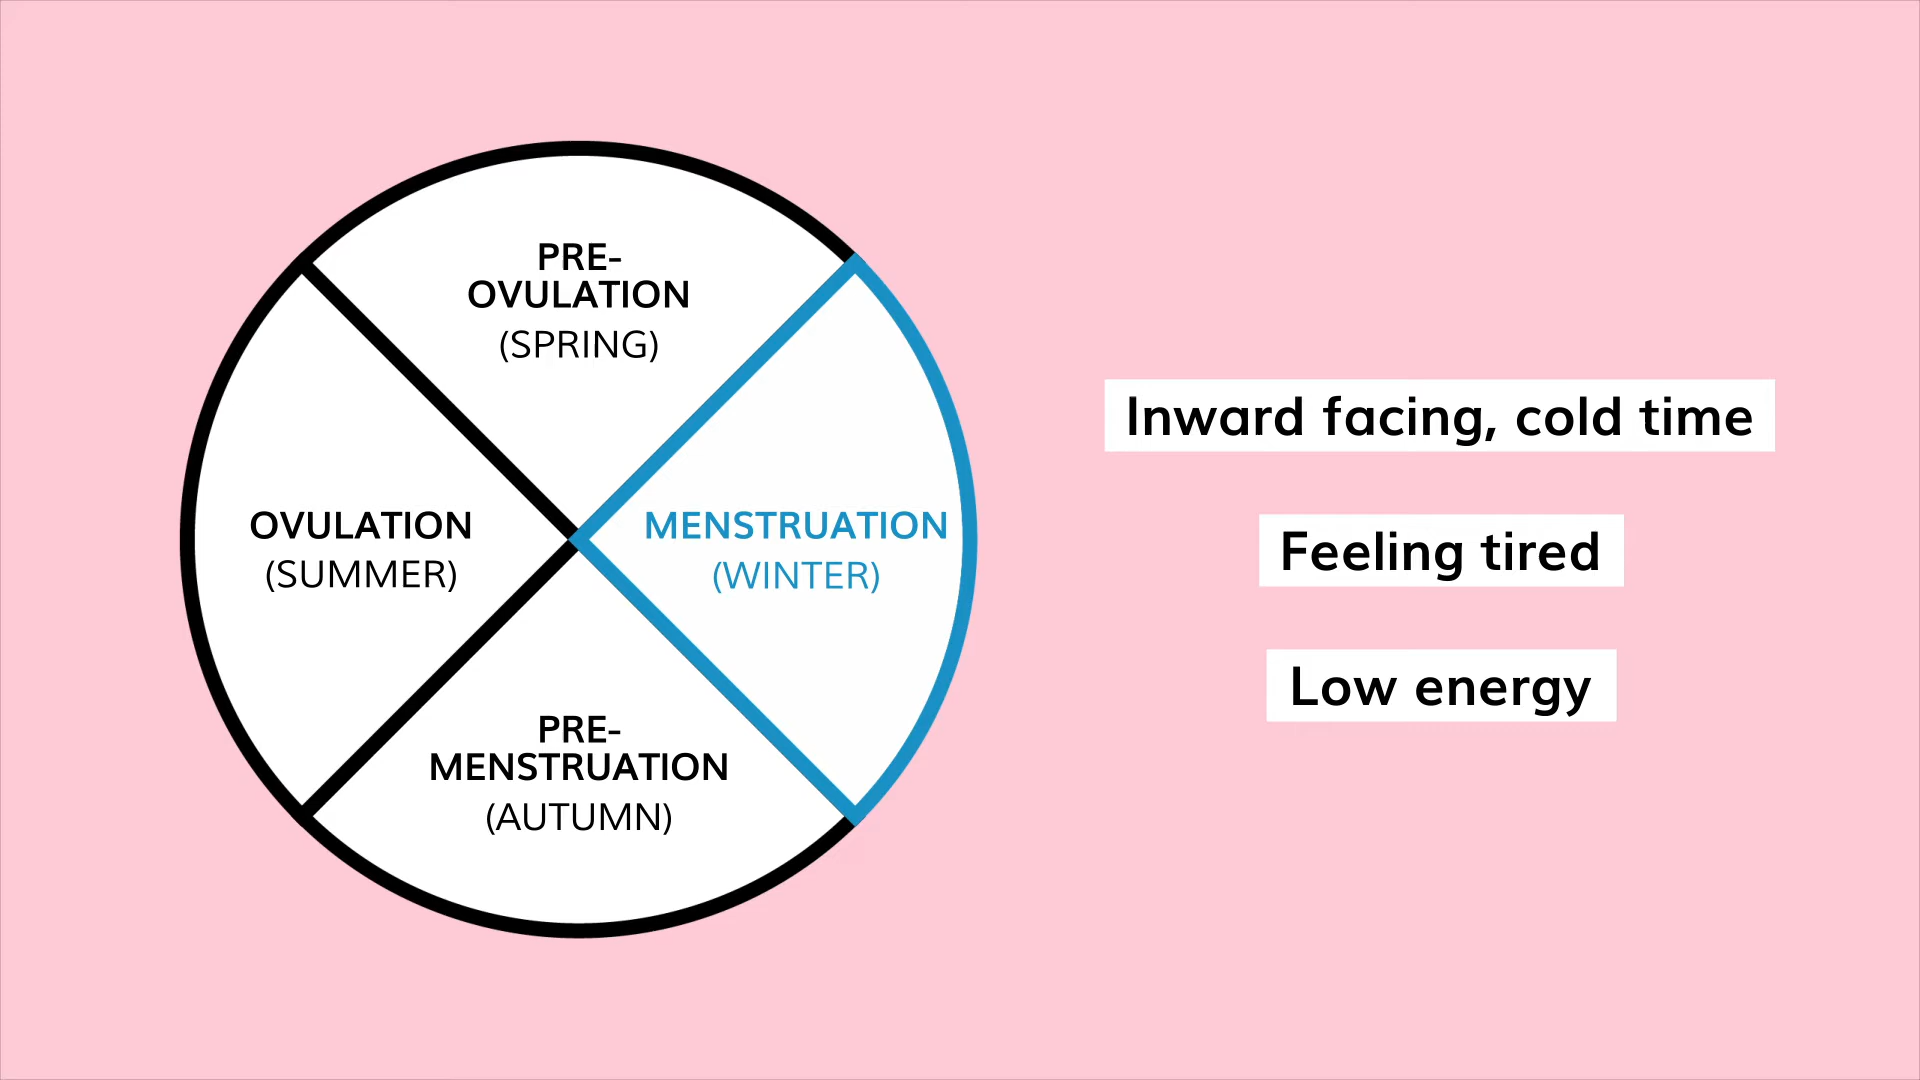 PRE-
OVULATION
(SPRING)
OVULATION
(SUMMER)
MENSTRUATION
(WINTER)
PRE-
MENSTRUATION
(AUTUMN)
Inward facing, cold time
Feeling tired
Low energy